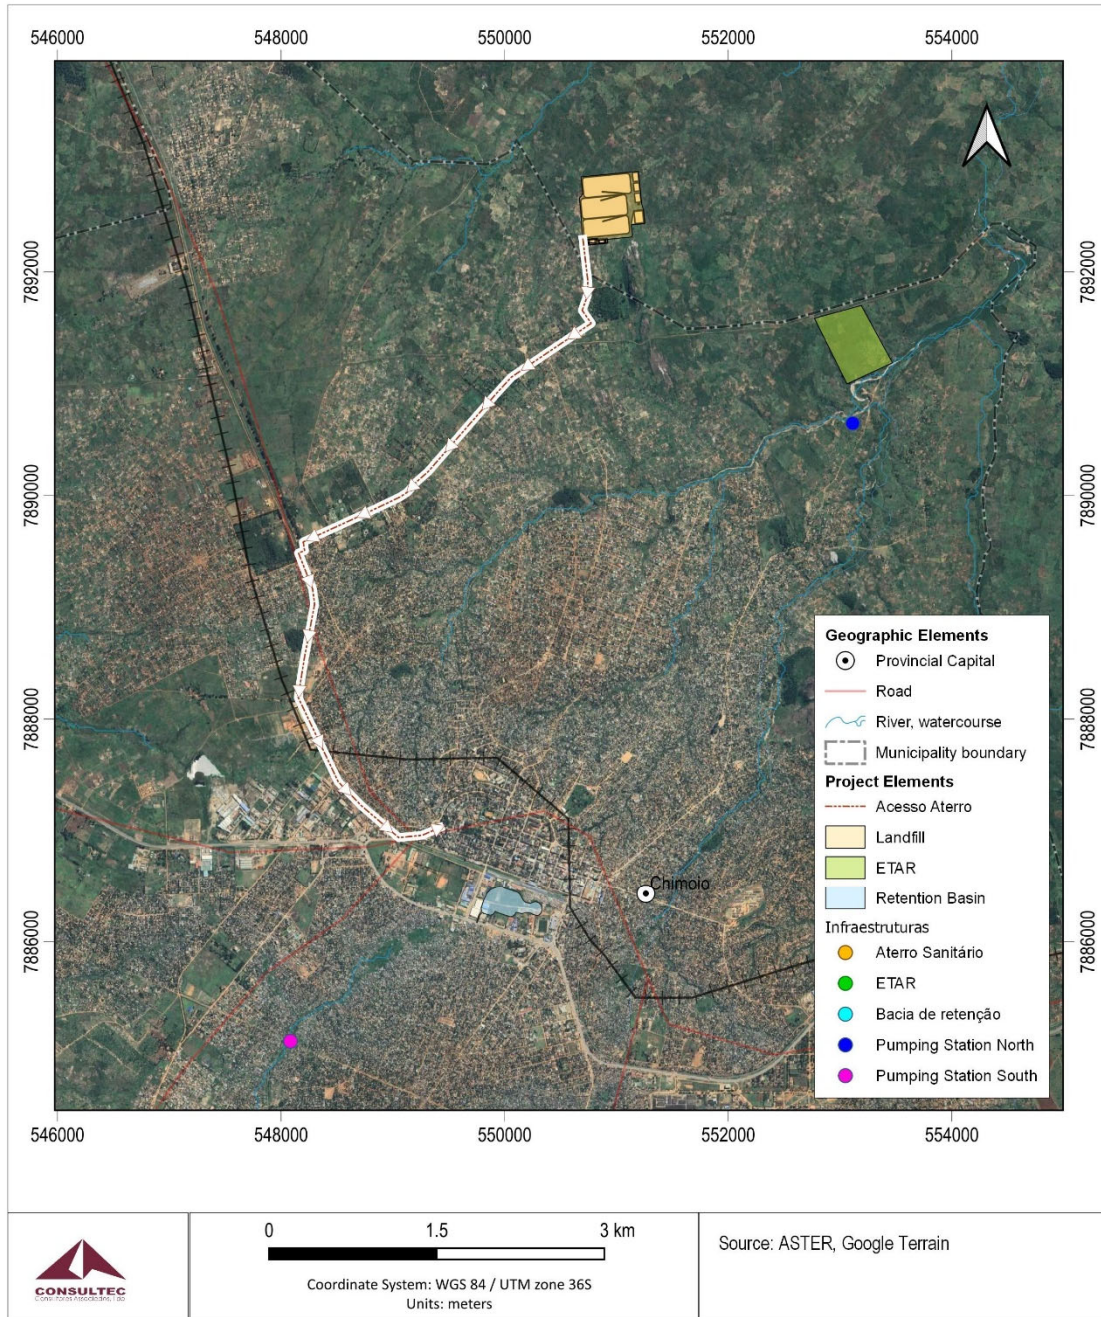 546000 548000 550000 552000 554000
7892000 7892000
7890000 7890000
7888000 7888000
7886000 7886000
Chimoio
Geographic Elements
Provincial Capital
Road
River, watercourse
Municipality boundary
Project Elements
Acesso Aterro
Landfill
ETAR
Retention Basin
Infraestruturas
Aterro Sanitário
ETAR
Bacia de retenção
Pumping Station North
Pumping Station South
546000 548000 550000 552000 554000
CONSULTEC
Consultores Associados, Lda
0 1.5 3 km
Coordinate System: WGS 84 / UTM zone 36S
Units: meters
Source: ASTER, Google Terrain